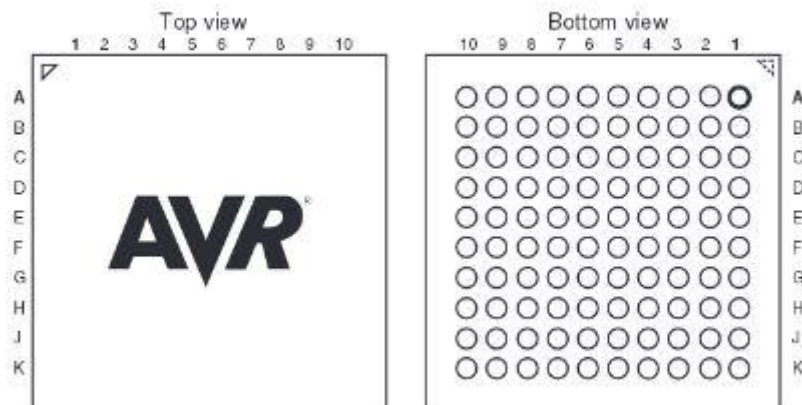 Top view
1 2 3 4 5 6 7 8 9 10
A
B
C
D
E
F
G
H
J
K
AVR®
Bottom view
10 9 8 7 6 5 4 3 2 1
A
B
C
D
E
F
G
H
J
K